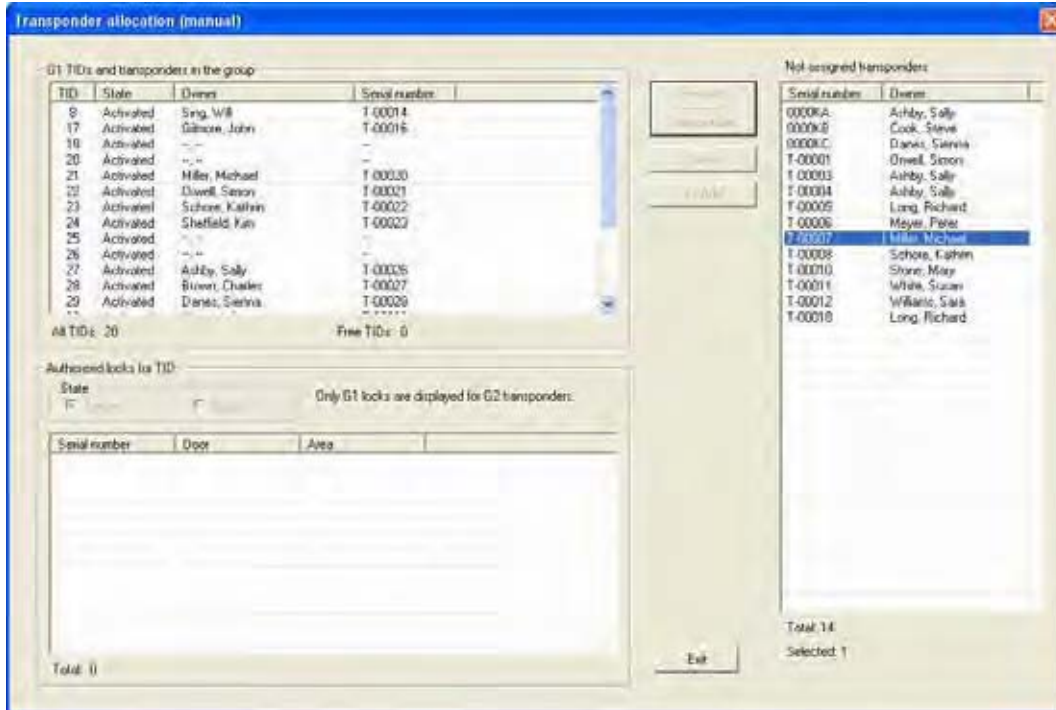 Transponder allocation (manual)
G1 TIDs and transponders in the group
TID State Owner Serial number
9 Activated Sing, Will T-00014
17 Activated Gilmore, John T-00016
19 Activated --, -- --
20 Activated --, -- --
21 Activated Miller, Michael T-00020
22 Activated Orwell, Simon T-00021
23 Activated Schore, Kathrin T-00022
24 Activated Sheffield, Kim T-00023
25 Activated --, -- --
26 Activated --, -- --
27 Activated Ashby, Sally T-00026
28 Activated Brown, Charles T-00027
29 Activated Danes, Sienna T-00029
All TIDs: 20 Free TIDs: 0
Authorised locks for TID:
State
Only G1 locks are displayed for G2 transponders.
Serial number Door Area
Total: 0
Exit
Not assigned transponders
Serial number Owner
0000KA Ashby, Sally
0000KB Cook, Steve
0000KC Danes, Sienna
T-00001 Orwell, Simon
T-00003 Ashby, Sally
T-00004 Ashby, Sally
T-00005 Long, Richard
T-00006 Meyer, Peter
T-00007 Miller, Michael
T-00008 Schore, Kathrin
T-00010 Stone, Mary
T-00011 White, Susan
T-00012 Williams, Sara
T-00018 Long, Richard
Total: 14
Selected: 1